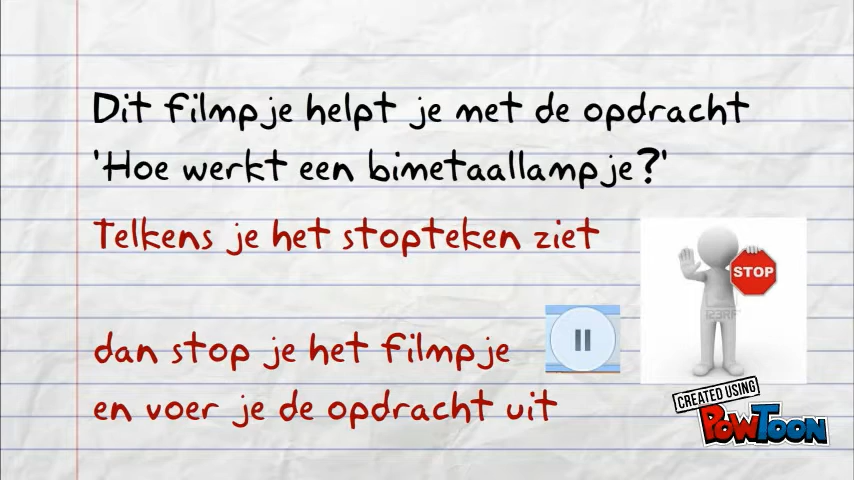 Dit filmpje helpt je met de opdracht
'Hoe werkt een bimetaallampje?'
Telkens je het stopteken ziet
STOP
123RF
dan stop je het filmpje
en voer je de opdracht uit
CREATED USING
POWTOON